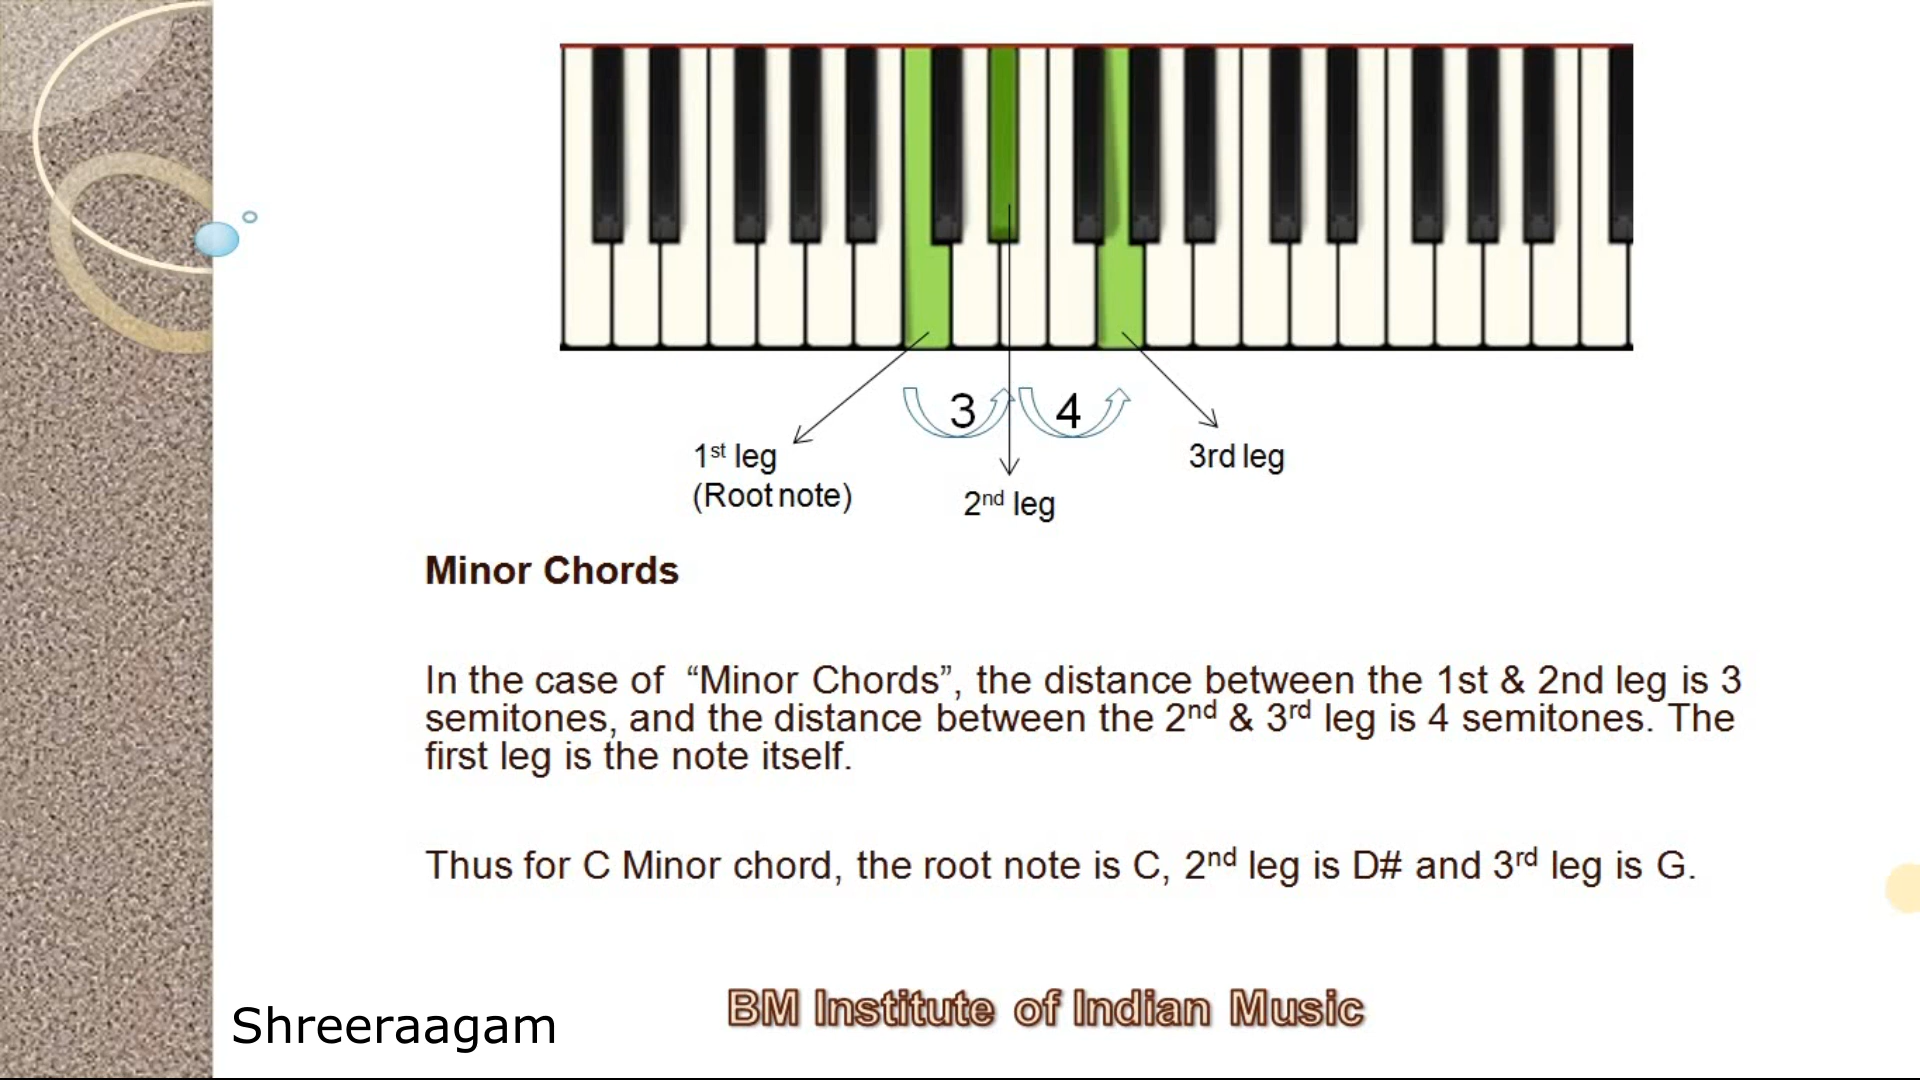 3 4
1st leg
(Root note)
2nd leg
3rd leg
Minor Chords
In the case of “Minor Chords”, the distance between the 1st & 2nd leg is 3
semitones, and the distance between the 2nd & 3rd leg is 4 semitones. The
first leg is the note itself.
Thus for C Minor chord, the root note is C, 2nd leg is D# and 3rd leg is G.
Shreeraagam
BM Institute of Indian Music